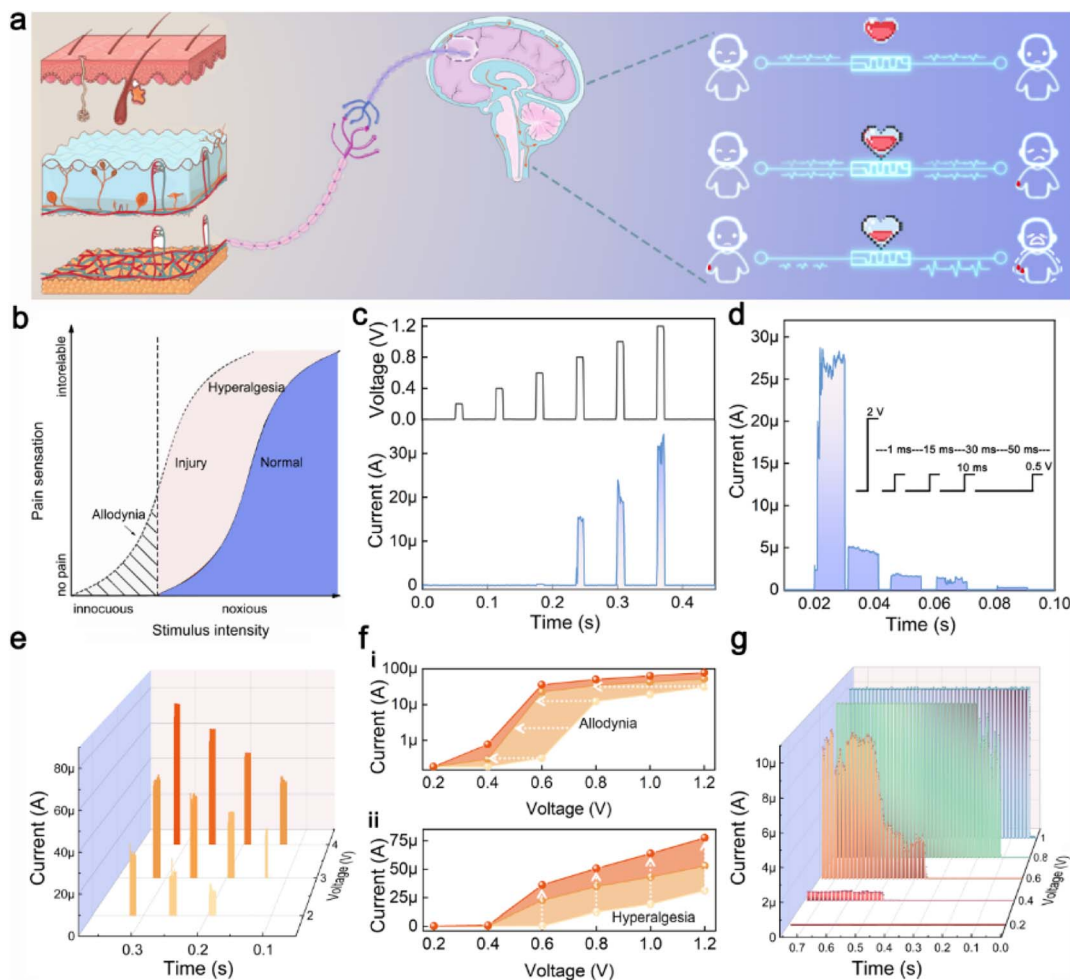 a
b
intorelable
Pain sensation
no pain
Hyperalgesia
Injury
Normal
Allodynia
innocuous
noxious
Stimulus intensity
c
Voltage (V)
1.2
0.8
0.4
0.0
Current (A)
30μ
20μ
10μ
0
0.0 0.1 0.2 0.3 0.4
Time (s)
d
Current (A)
30μ
25μ
20μ
15μ
10μ
5μ
0
2 V
---1 ms---15 ms---30 ms----50 ms--
10 ms
0.5 V
0.02 0.04 0.06 0.08 0.10
Time (s)
e
Current (A)
80μ
60μ
40μ
20μ
0
0.3 0.2 0.1
Time (s)
4
3
2
Voltage (V)
f
i
Current (A)
100μ
10μ
1μ
Allodynia
0.2 0.4 0.6 0.8 1.0 1.2
Voltage (V)
ii
Current (A)
75μ
50μ
25μ
0
Hyperalgesia
0.2 0.4 0.6 0.8 1.0 1.2
Voltage (V)
g
Current (A)
10μ
8μ
6μ
4μ
2μ
0
0.7 0.6 0.5 0.4 0.3 0.2 0.1 0.0
Time (s)
1
0.8
0.6
0.4
0.2
Voltage (V)